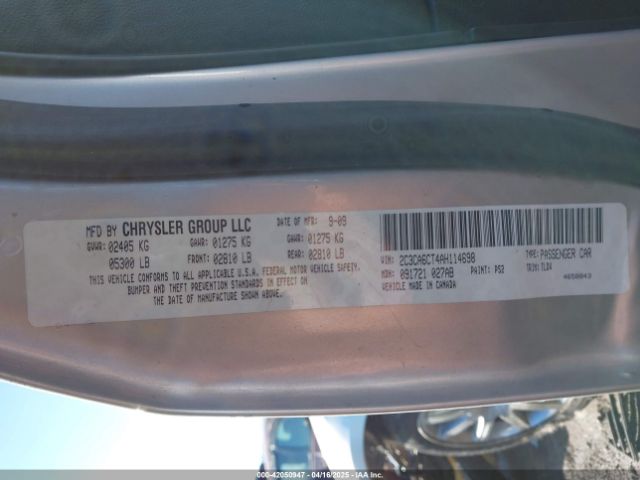 MFD BY CHRYSLER GROUP LLC DATE OF MFR: 9-09
GVWR: 02405 KG GAWR: 01275 KG GAWR: 01275 KG
05300 LB FRONT: 02810 LB REAR: 02810 LB
THIS VEHICLE CONFORMS TO ALL APPLICABLE U.S.A. FEDERAL MOTOR VEHICLE SAFETY,
BUMPER AND THEFT PREVENTION STANDARDS IN EFFECT ON
THE DATE OF MANUFACTURE SHOWN ABOVE.
VIN: 2C3CA6CT4AH114698 TYPE: PASSENGER CAR
MDH: 091721 027AB PAINT: PS2 TRIM: TLD4
VEHICLE MADE IN CANADA 4658043
000-42050947 - 04/16/2025 - IAAI Branch